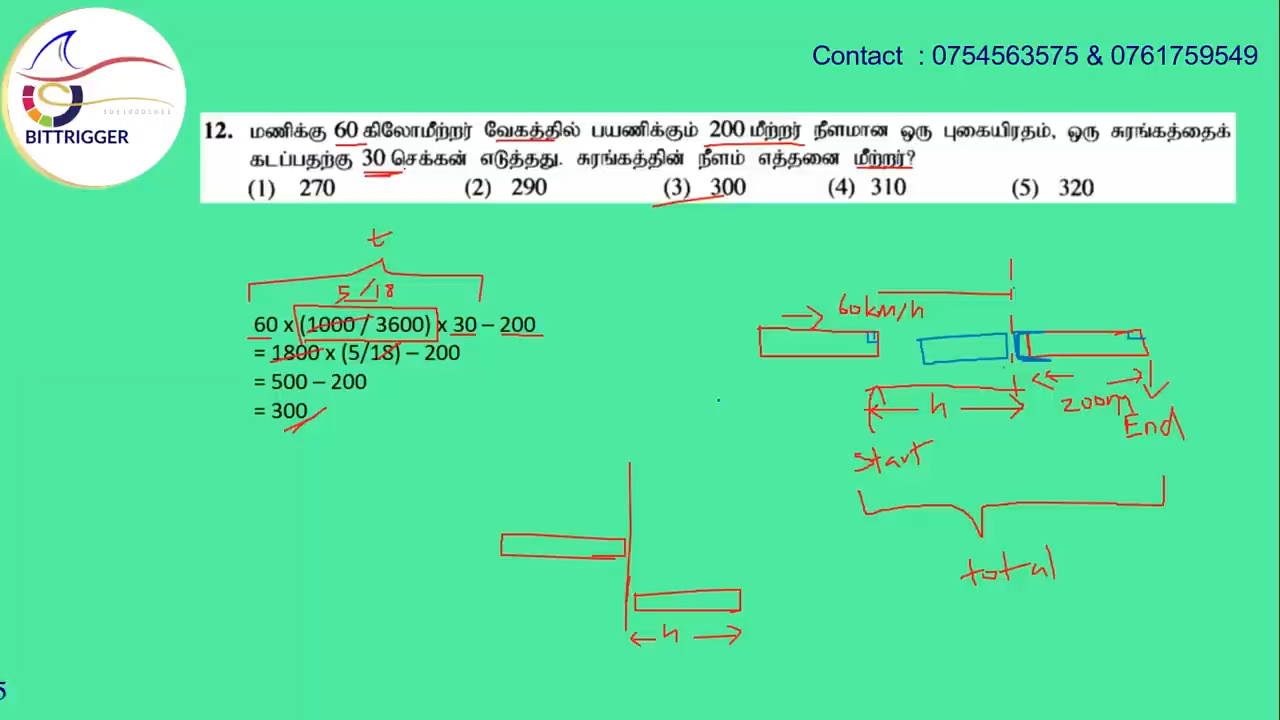 Contact : 0754563575 & 0761759549
BITTRIGGER
12. மணிக்கு 60 கிலோமீற்றர் வேகத்தில் பயணிக்கும் 200 மீற்றர் நீளமான ஒரு புகையிரதம், ஒரு சுரங்கத்தைக்
கடப்பதற்கு 30 செக்கன் எடுத்தது. சுரங்கத்தின் நீளம் எத்தனை மீற்றர்?
(1) 270 (2) 290 (3) 300 (4) 310 (5) 320
t
5/18
60 x (1000 / 3600) x 30 – 200
= 1800 x (5/18) – 200
= 500 – 200
= 300
60km/h
h
200m
End
Start
total
h
5